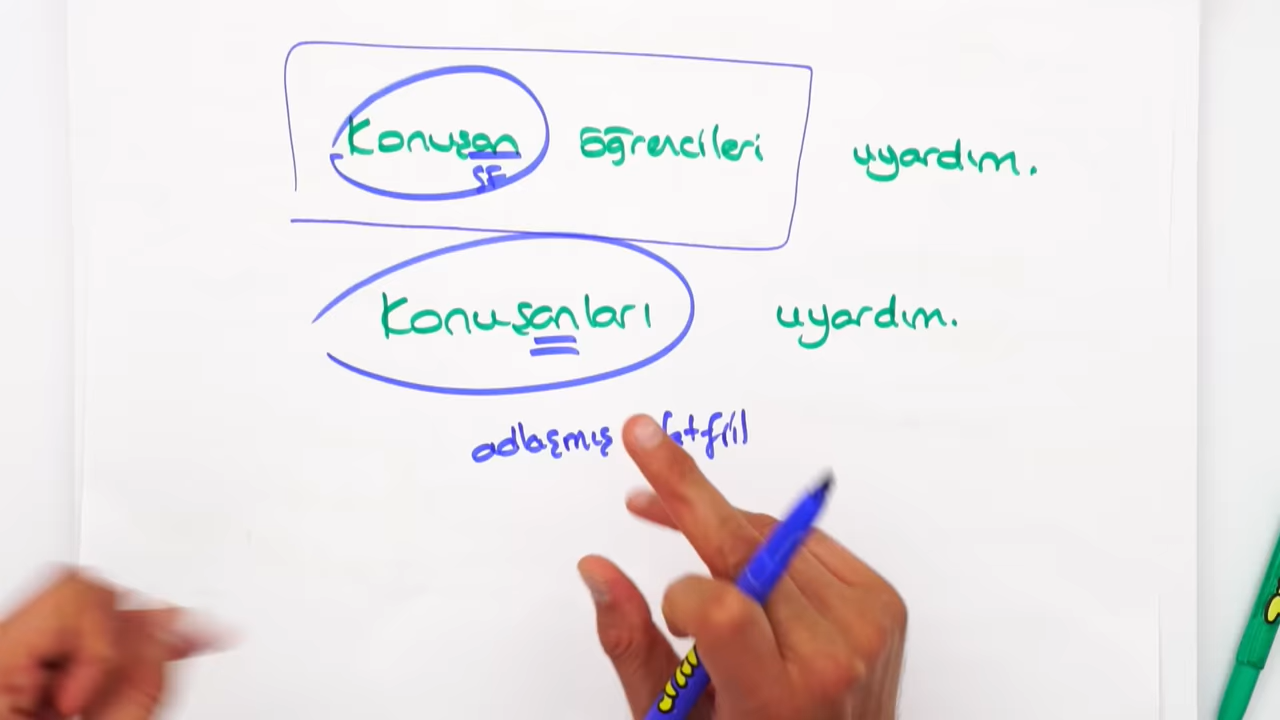 Konuşan öğrencileri uyardım.
SF
Konuşanları uyardım.
adlaşmış